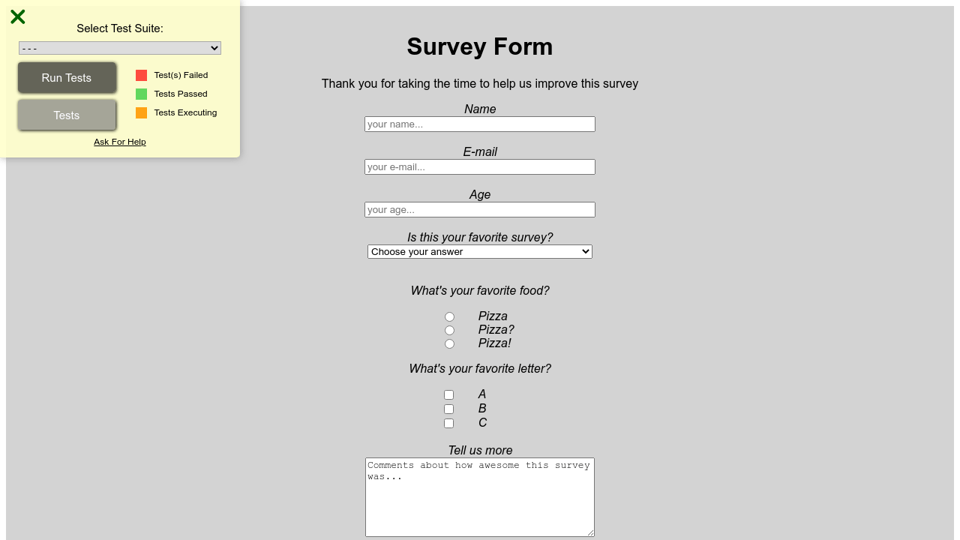 Select Test Suite:
- - -
Run Tests
Tests
Test(s) Failed
Tests Passed
Tests Executing
Ask For Help
Survey Form
Thank you for taking the time to help us improve this survey
Name
your name...
E-mail
your e-mail...
Age
your age...
Is this your favorite survey?
Choose your answer
What's your favorite food?
Pizza
Pizza?
Pizza!
What's your favorite letter?
A
B
C
Tell us more
Comments about how awesome this survey
was...